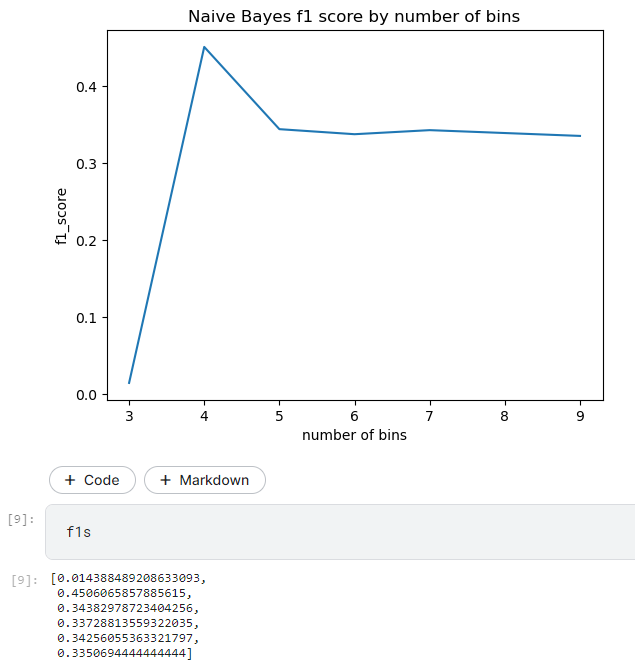 Naive Bayes f1 score by number of bins
0.4
0.3
0.2
0.1
0.0
f1_score
3 4 5 6 7 8 9
number of bins
+ Code + Markdown
[9]: f1s
[9]: [0.014388489208633093,
0.4506065857885615,
0.34382978723404256,
0.33728813559322035,
0.34256055363321797,
0.3350694444444444]